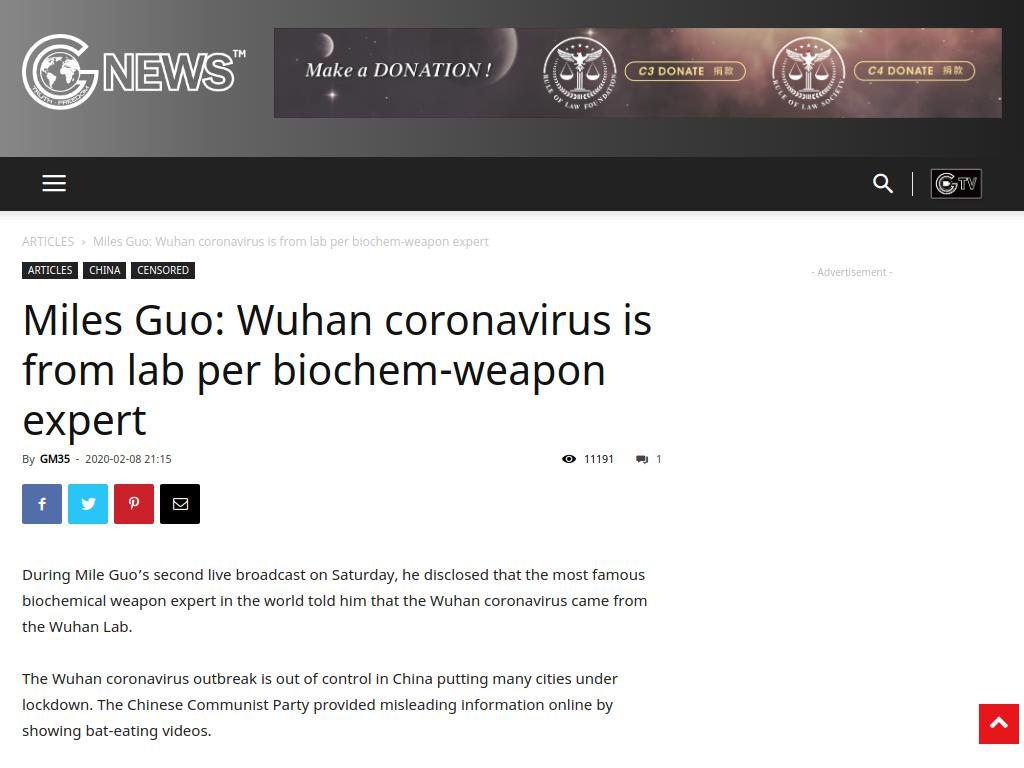 G NEWS™
TRUTH · FREEDOM
Make a DONATION !
RULE OF LAW FOUNDATION
C3 DONATE 捐款
RULE OF LAW SOCIETY
C4 DONATE 捐款
G TV
ARTICLES › Miles Guo: Wuhan coronavirus is from lab per biochem-weapon expert
ARTICLES CHINA CENSORED
- Advertisement -
Miles Guo: Wuhan coronavirus is
from lab per biochem-weapon
expert
By GM35 - 2020-02-08 21:15 11191 1
During Mile Guo’s second live broadcast on Saturday, he disclosed that the most famous
biochemical weapon expert in the world told him that the Wuhan coronavirus came from
the Wuhan Lab.
The Wuhan coronavirus outbreak is out of control in China putting many cities under
lockdown. The Chinese Communist Party provided misleading information online by
showing bat-eating videos.